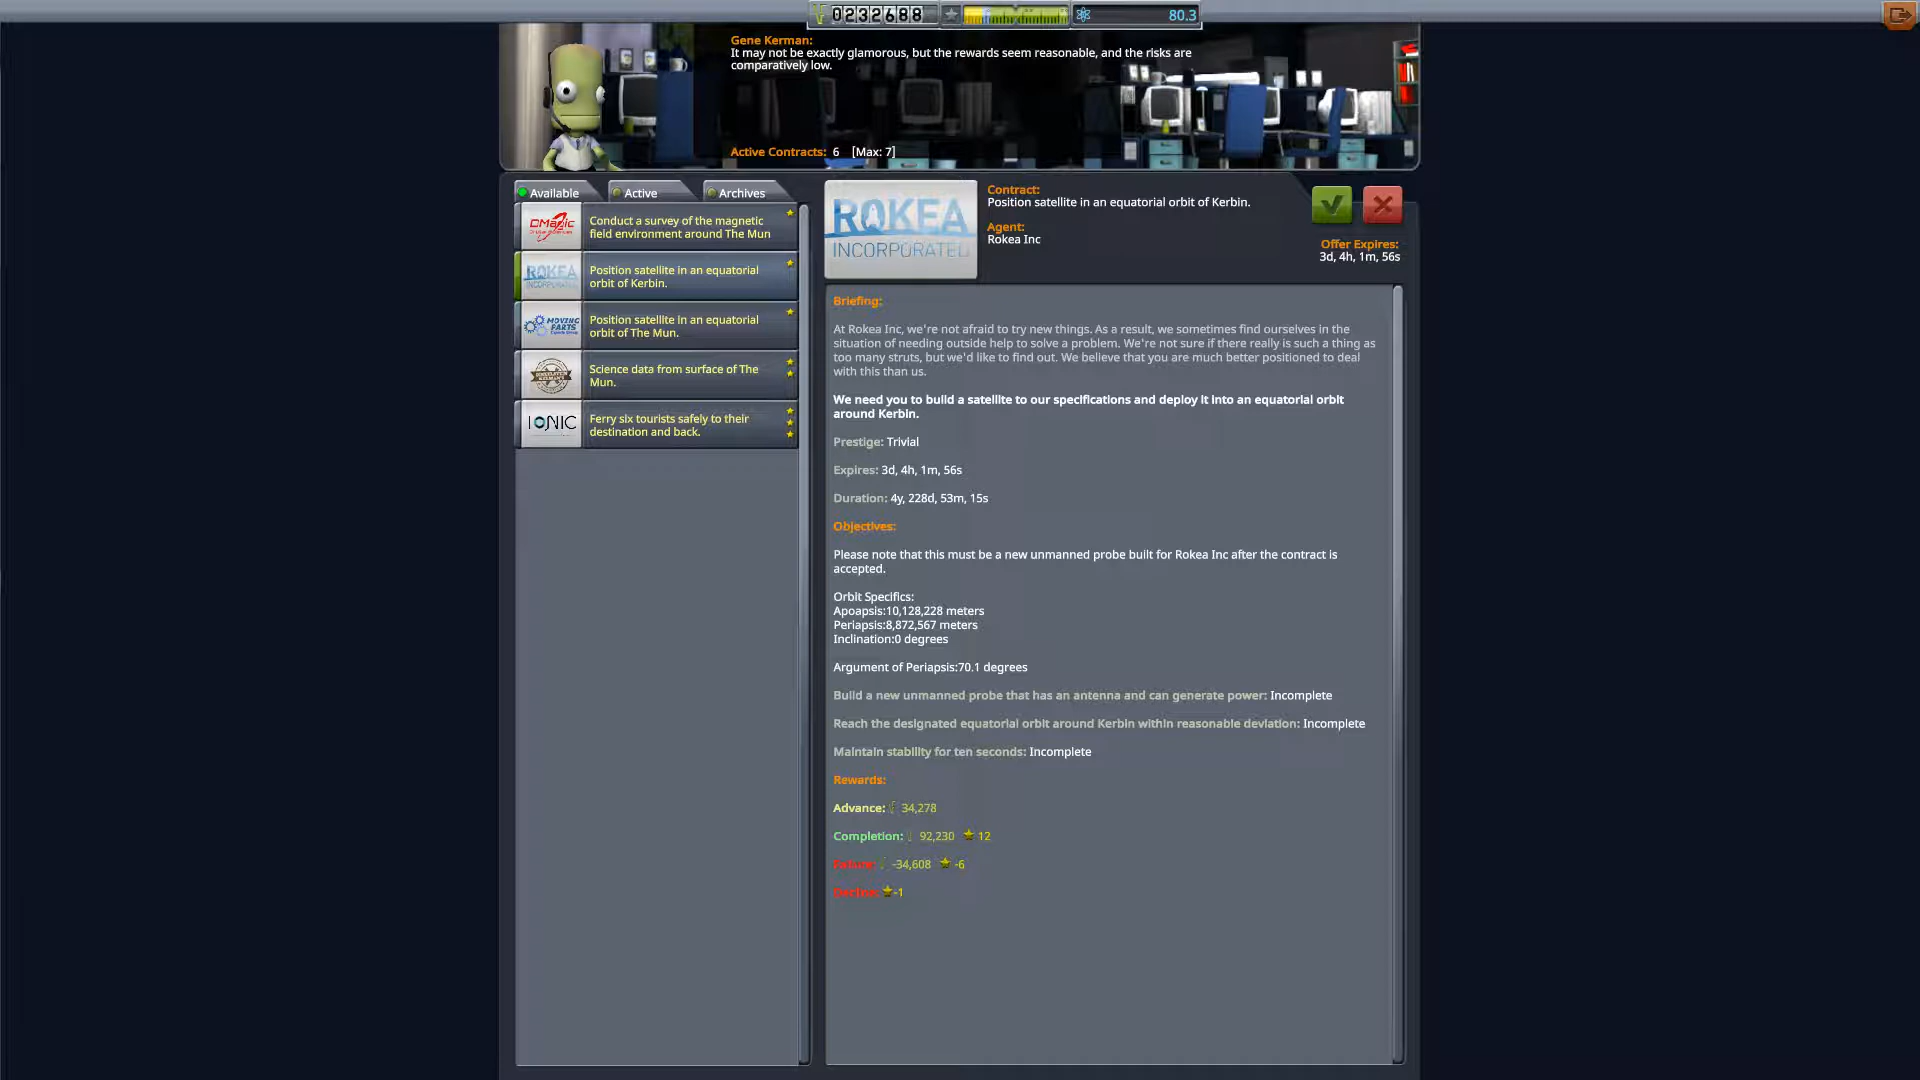 0232688
80.3
Gene Kerman:
It may not be exactly glamorous, but the rewards seem reasonable, and the risks are
comparatively low.
Active Contracts: 6 [Max: 7]
Available
Active
Archives
DMagic
Conduct a survey of the magnetic
field environment around The Mun
ROKEA
INCORPORATED
Position satellite in an equatorial
orbit of Kerbin.
MOVING
PARTS
Position satellite in an equatorial
orbit of The Mun.
Science data from surface of The
Mun.
IONIC
Ferry six tourists safely to their
destination and back.
ROKEA
INCORPORATED
Contract:
Position satellite in an equatorial orbit of Kerbin.
Agent:
Rokea Inc
Offer Expires:
3d, 4h, 1m, 56s
Briefing:
At Rokea Inc, we're not afraid to try new things. As a result, we sometimes find ourselves in the
situation of needing outside help to solve a problem. We're not sure if there really is such a thing as
too many struts, but we'd like to find out. We believe that you are much better positioned to deal
with this than us.
We need you to build a satellite to our specifications and deploy it into an equatorial orbit
around Kerbin.
Prestige: Trivial
Expires: 3d, 4h, 1m, 56s
Duration: 4y, 228d, 53m, 15s
Objectives:
Please note that this must be a new unmanned probe built for Rokea Inc after the contract is
accepted.
Orbit Specifics:
Apoapsis:10,128,228 meters
Periapsis:8,872,567 meters
Inclination:0 degrees
Argument of Periapsis:70.1 degrees
Build a new unmanned probe that has an antenna and can generate power: Incomplete
Reach the designated equatorial orbit around Kerbin within reasonable deviation: Incomplete
Maintain stability for ten seconds: Incomplete
Rewards:
Advance: 34,278
Completion: 92,230 12
Failure: -34,608 -6
Decline: -1